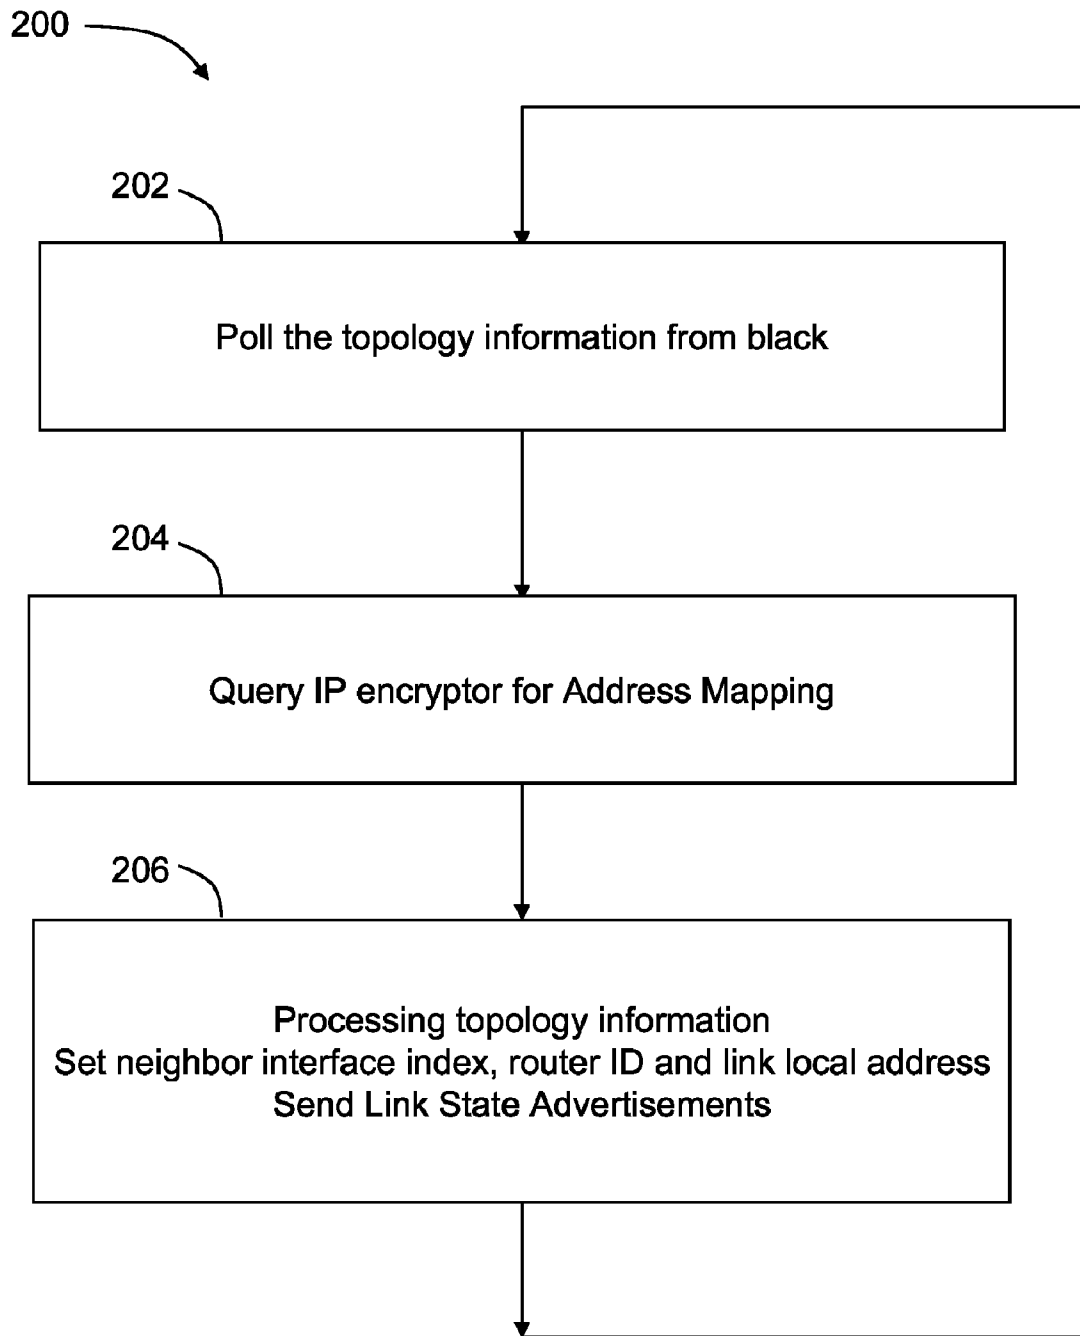 200
202
Poll the topology information from black
204
Query IP encryptor for Address Mapping
206
Processing topology information
Set neighbor interface index, router ID and link local address
Send Link State Advertisements